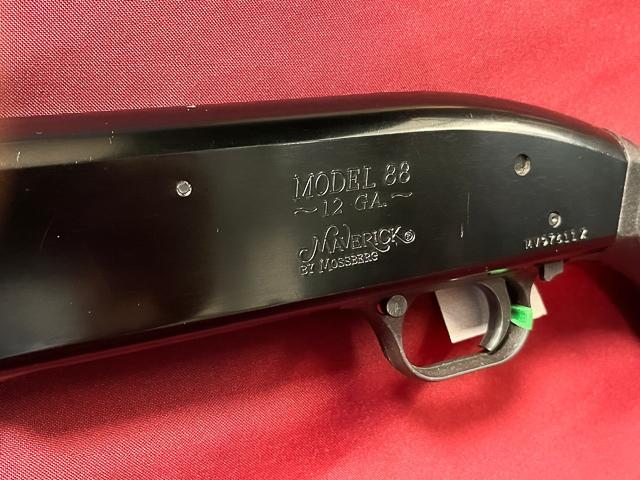 MODEL 88
~ 12 GA. ~
MAVERICK®
BY MOSSBERG